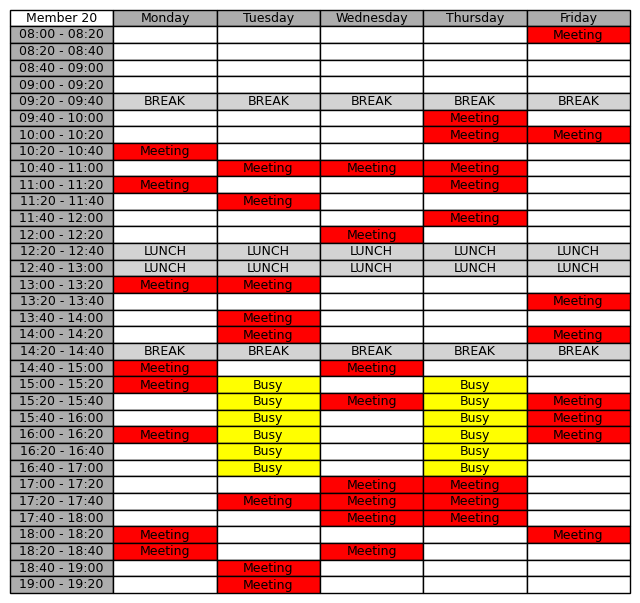 Member 20 Monday Tuesday Wednesday Thursday Friday
08:00 - 08:20 Meeting
08:20 - 08:40
08:40 - 09:00
09:00 - 09:20
09:20 - 09:40 BREAK BREAK BREAK BREAK BREAK
09:40 - 10:00 Meeting
10:00 - 10:20 Meeting Meeting
10:20 - 10:40 Meeting
10:40 - 11:00 Meeting Meeting Meeting
11:00 - 11:20 Meeting Meeting
11:20 - 11:40 Meeting
11:40 - 12:00 Meeting
12:00 - 12:20 Meeting
12:20 - 12:40 LUNCH LUNCH LUNCH LUNCH LUNCH
12:40 - 13:00 LUNCH LUNCH LUNCH LUNCH LUNCH
13:00 - 13:20 Meeting Meeting
13:20 - 13:40 Meeting
13:40 - 14:00 Meeting
14:00 - 14:20 Meeting Meeting
14:20 - 14:40 BREAK BREAK BREAK BREAK BREAK
14:40 - 15:00 Meeting Meeting
15:00 - 15:20 Meeting Busy Busy
15:20 - 15:40 Busy Meeting Busy Meeting
15:40 - 16:00 Busy Busy Meeting
16:00 - 16:20 Meeting Busy Busy Meeting
16:20 - 16:40 Busy Busy
16:40 - 17:00 Busy Busy
17:00 - 17:20 Meeting Meeting
17:20 - 17:40 Meeting Meeting Meeting
17:40 - 18:00 Meeting Meeting
18:00 - 18:20 Meeting Meeting
18:20 - 18:40 Meeting Meeting
18:40 - 19:00 Meeting
19:00 - 19:20 Meeting